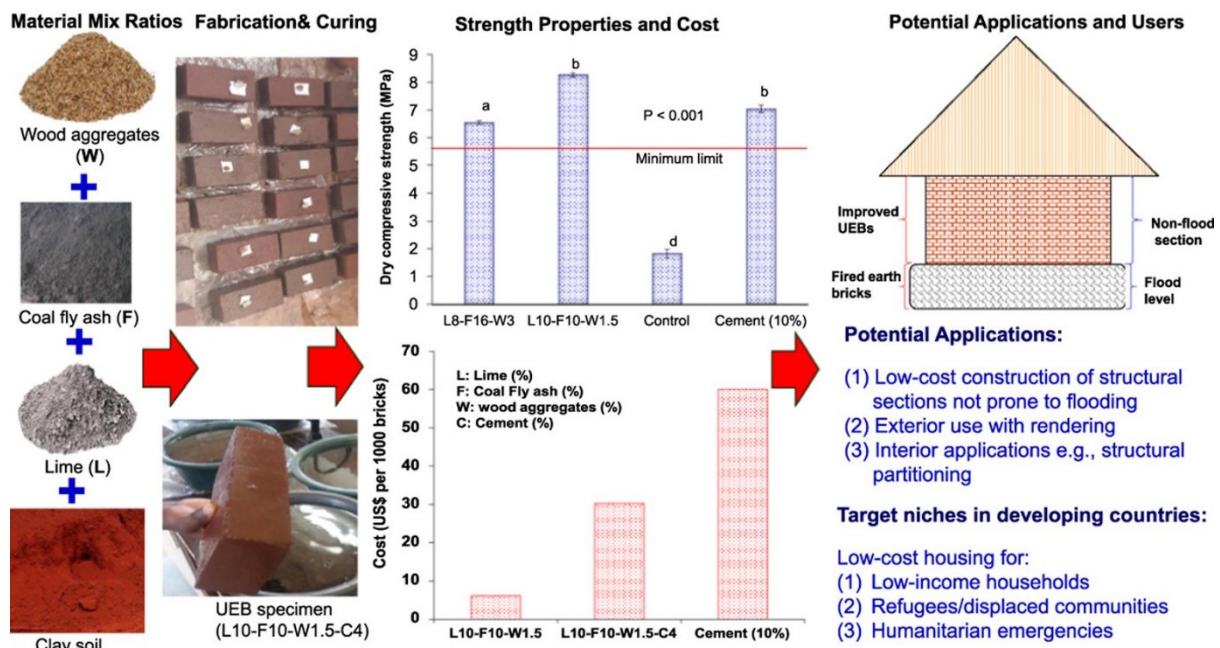 Material Mix Ratios
Wood aggregates
(W)
Coal fly ash (F)
Lime (L)
Clay soil
Fabrication& Curing
UEB specimen
(L10-F10-W1.5-C4)
Strength Properties and Cost
Dry compressive strength (MPa)
9
8
7
6
5
4
3
2
1
0
a
b
d
b
P < 0.001
Minimum limit
L8-F16-W3
L10-F10-W1.5
Control
Cement (10%)
Cost (US$ per 1000 bricks)
70
60
50
40
30
20
10
0
L: Lime (%)
F: Coal Fly ash (%)
W: wood aggregates (%)
C: Cement (%)
L10-F10-W1.5
L10-F10-W1.5-C4
Cement (10%)
Potential Applications and Users
Improved
UEBs
Fired earth
bricks
Non-flood
section
Flood
level
Potential Applications:
(1) Low-cost construction of structural
sections not prone to flooding
(2) Exterior use with rendering
(3) Interior applications e.g., structural
partitioning
Target niches in developing countries:
Low-cost housing for:
(1) Low-income households
(2) Refugees/displaced communities
(3) Humanitarian emergencies